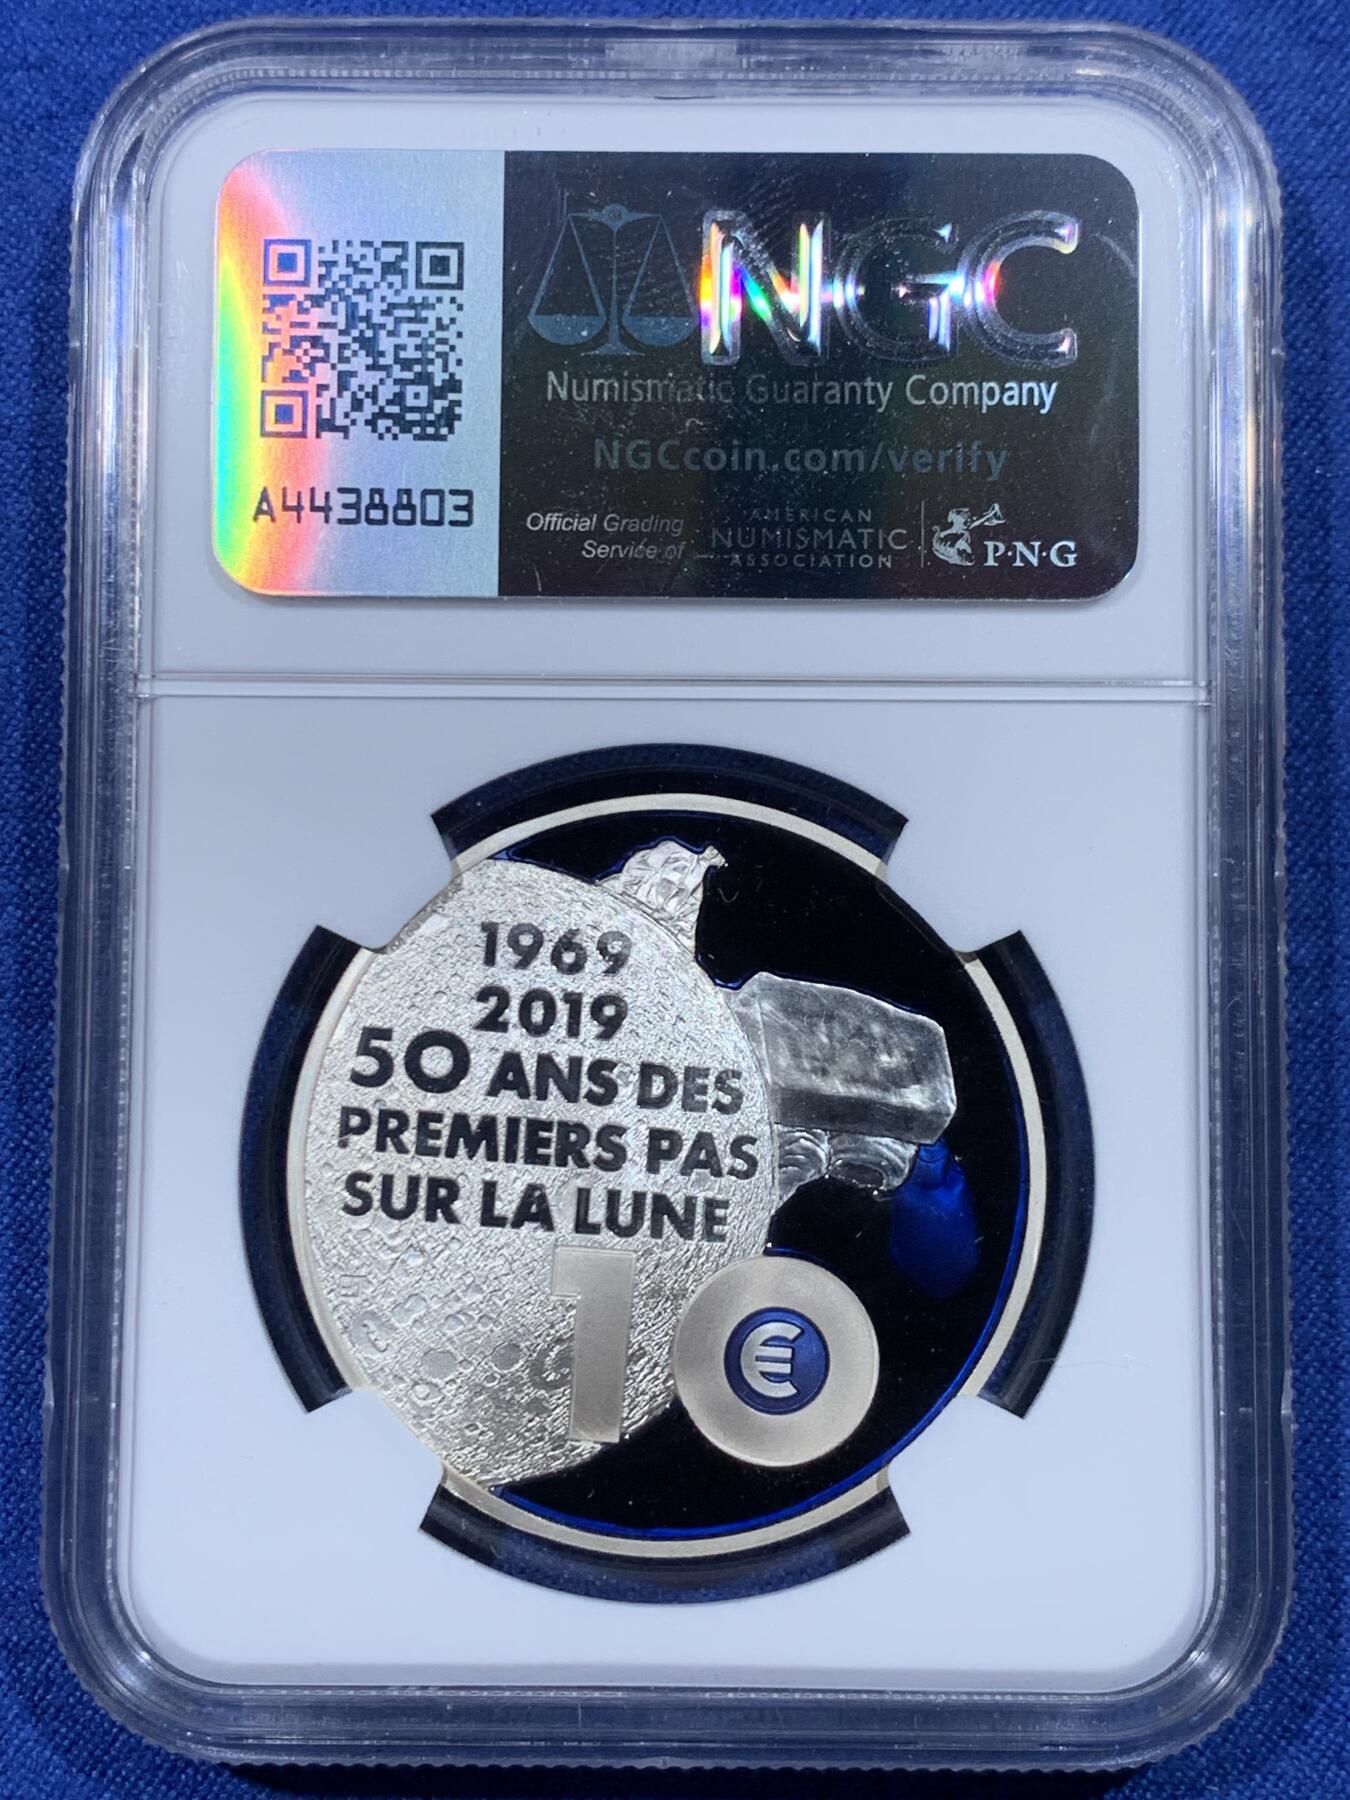 NGC
Numismatic Guaranty Company
NGCcoin.com/verify
A4438803
Official Grading
Service of
AMERICAN
NUMISMATIC
ASSOCIATION
P·N·G
1969
2019
50 ANS DES
PREMIERS PAS
SUR LA LUNE
10
€